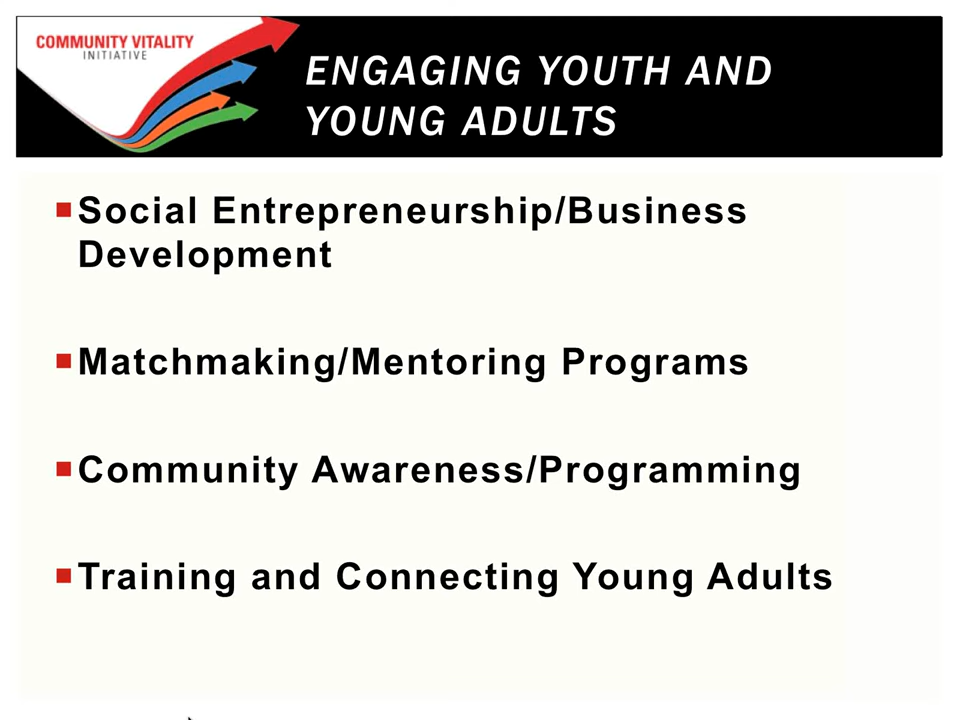 COMMUNITY VITALITY
INITIATIVE
ENGAGING YOUTH AND
YOUNG ADULTS
Social Entrepreneurship/Business
Development
Matchmaking/Mentoring Programs
Community Awareness/Programming
Training and Connecting Young Adults